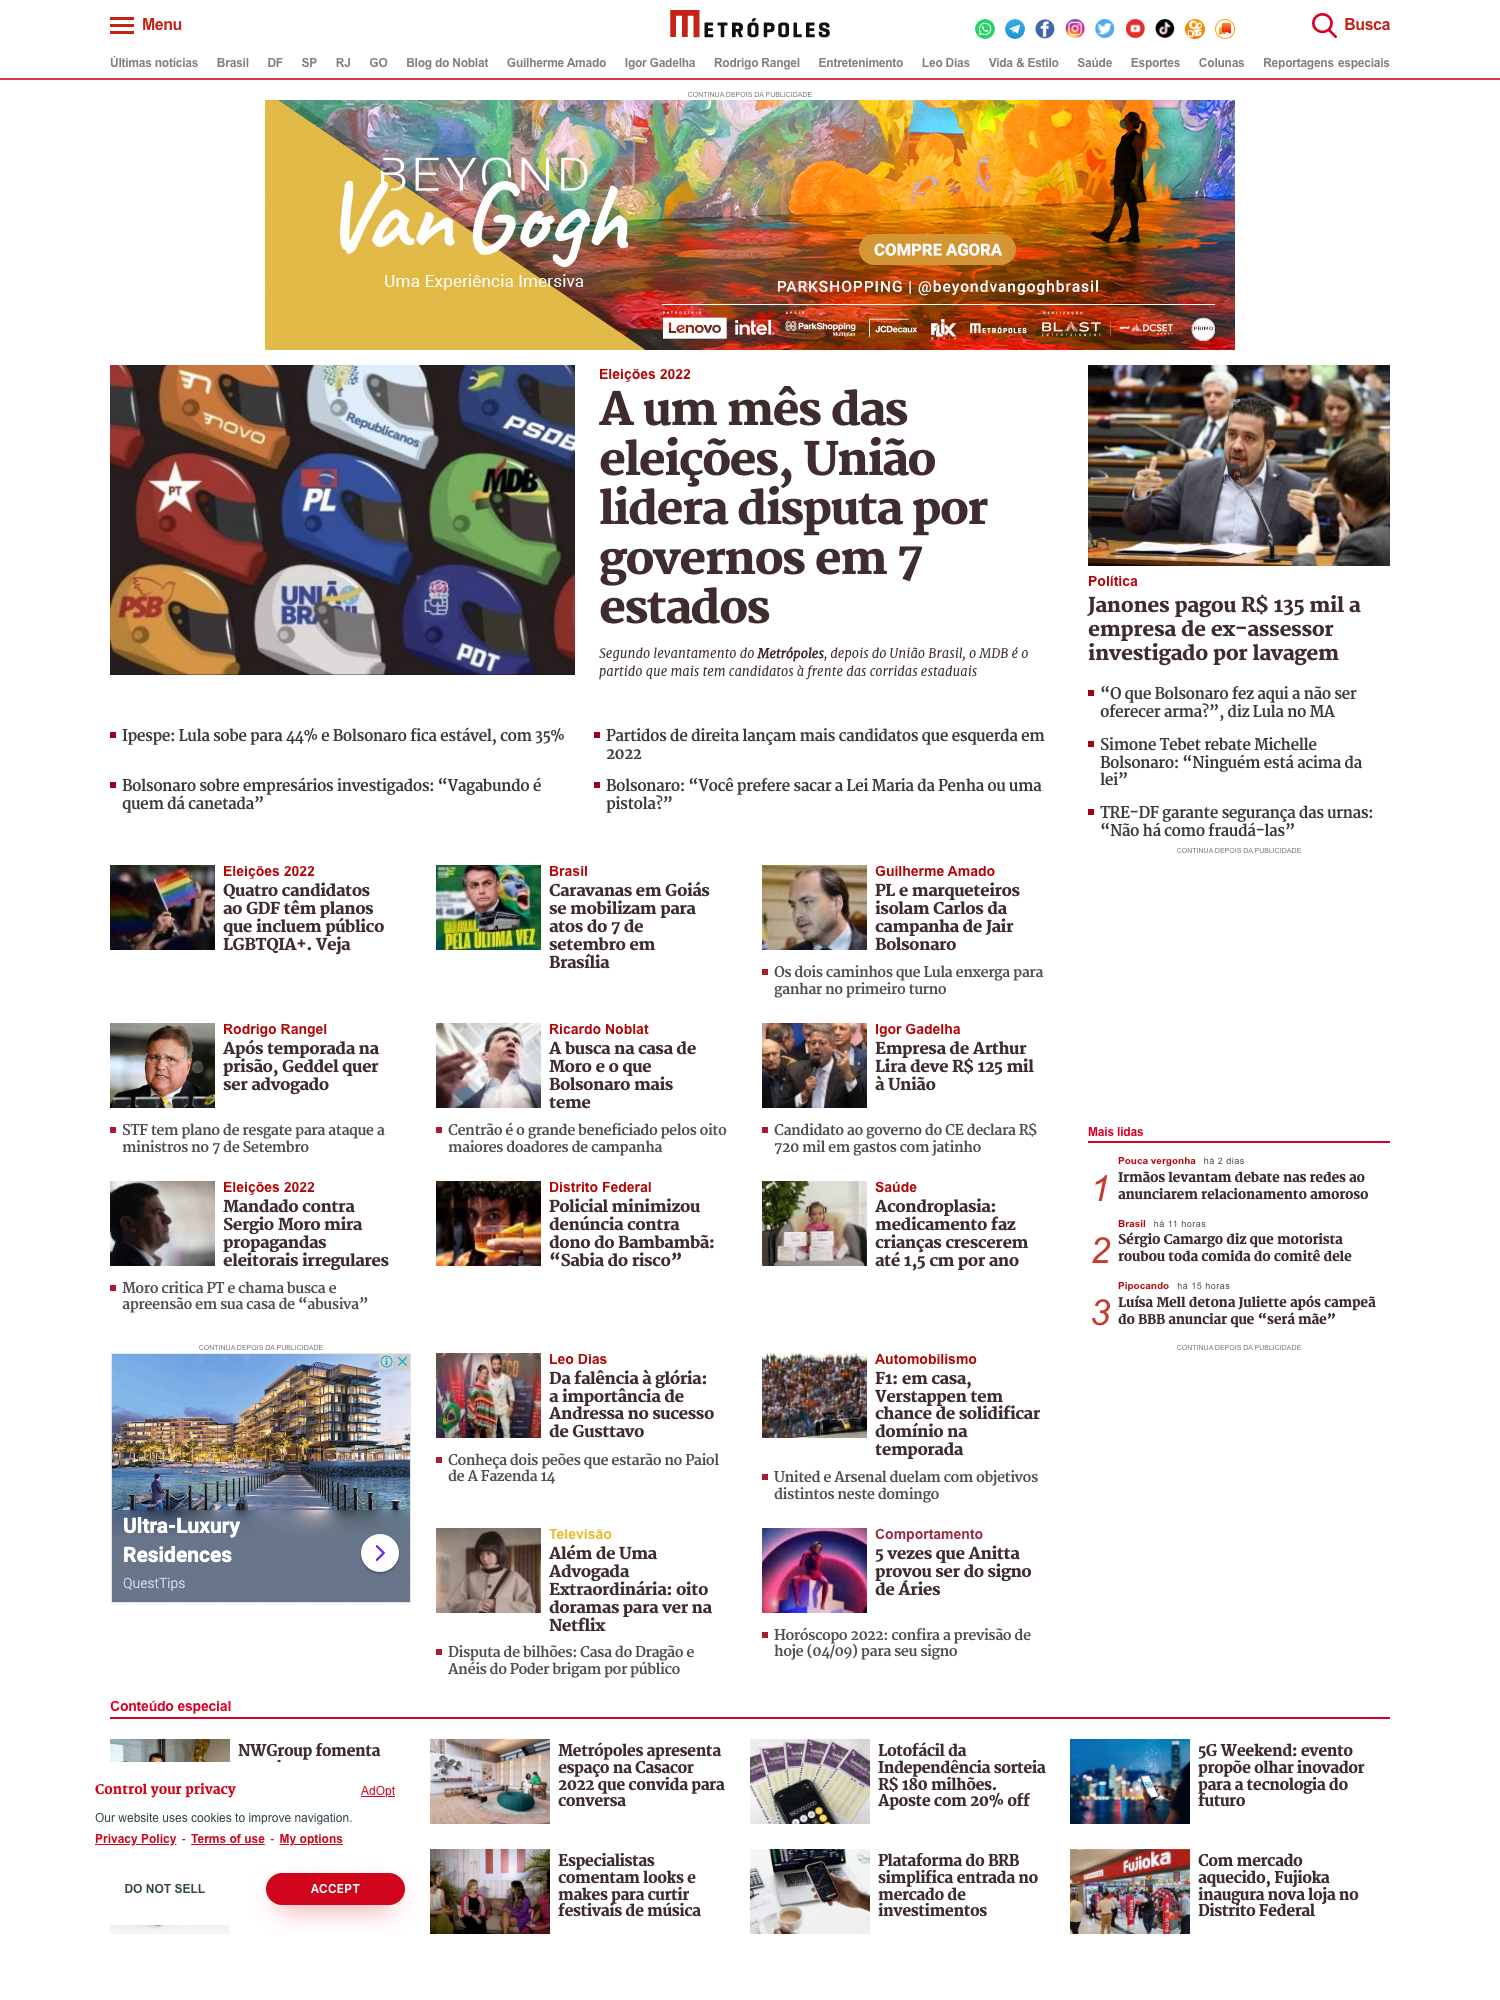 Menu
METRÓPOLES
Busca
Últimas notícias Brasil DF SP RJ GO Blog do Noblat Guilherme Amado Igor Gadelha Rodrigo Rangel Entretenimento Leo Dias Vida & Estilo Saúde Esportes Colunas Reportagens especiais
CONTINUA DEPOIS DA PUBLICIDADE
BEYOND
Van Gogh
Uma Experiência Imersiva
COMPRE AGORA
PARKSHOPPING | @beyondvangoghbrasil
PATROCÍNIO APOIO REALIZAÇÃO
Lenovo intel. ParkShopping Multiplan JCDecaux FLIX MEDIA METRÓPOLES BLAST ENTERTAINMENT DCSET PRIMO
NOVO
Republicanos
PSDB
PT
PL
MDB
PSB
UNIÃO BRASIL
PDT
Eleições 2022
A um mês das
eleições, União
lidera disputa por
governos em 7
estados
Segundo levantamento do Metrópoles, depois do União Brasil, o MDB é o
partido que mais tem candidatos à frente das corridas estaduais
Política
Janones pagou R$ 135 mil a
empresa de ex-assessor
investigado por lavagem
“O que Bolsonaro fez aqui a não ser
oferecer arma?”, diz Lula no MA
Simone Tebet rebate Michelle
Bolsonaro: “Ninguém está acima da
lei”
TRE-DF garante segurança das urnas:
“Não há como fraudá-las”
CONTINUA DEPOIS DA PUBLICIDADE
Ipespe: Lula sobe para 44% e Bolsonaro fica estável, com 35%
Partidos de direita lançam mais candidatos que esquerda em
2022
Bolsonaro sobre empresários investigados: “Vagabundo é
quem dá canetada”
Bolsonaro: “Você prefere sacar a Lei Maria da Penha ou uma
pistola?”
Eleições 2022
Quatro candidatos
ao GDF têm planos
que incluem público
LGBTQIA+. Veja
CARAVANA
PELA ÚLTIMA VEZ
Brasil
Caravanas em Goiás
se mobilizam para
atos do 7 de
setembro em
Brasília
Guilherme Amado
PL e marqueteiros
isolam Carlos da
campanha de Jair
Bolsonaro
Os dois caminhos que Lula enxerga para
ganhar no primeiro turno
Rodrigo Rangel
Após temporada na
prisão, Geddel quer
ser advogado
STF tem plano de resgate para ataque a
ministros no 7 de Setembro
Ricardo Noblat
A busca na casa de
Moro e o que
Bolsonaro mais
teme
Centrão é o grande beneficiado pelos oito
maiores doadores de campanha
Igor Gadelha
Empresa de Arthur
Lira deve R$ 125 mil
à União
Candidato ao governo do CE declara R$
720 mil em gastos com jatinho
Mais lidas
Pouca vergonha há 2 dias
1 Irmãos levantam debate nas redes ao
anunciarem relacionamento amoroso
Brasil há 11 horas
2 Sérgio Camargo diz que motorista
roubou toda comida do comitê dele
Pipocando há 15 horas
3 Luísa Mell detona Juliette após campeã
do BBB anunciar que “será mãe”
CONTINUA DEPOIS DA PUBLICIDADE
Eleições 2022
Mandado contra
Sergio Moro mira
propagandas
eleitorais irregulares
Moro critica PT e chama busca e
apreensão em sua casa de “abusiva”
Distrito Federal
Policial minimizou
denúncia contra
dono do Bambambã:
“Sabia do risco”
Saúde
Acondroplasia:
medicamento faz
crianças crescerem
até 1,5 cm por ano
CONTINUA DEPOIS DA PUBLICIDADE
Ultra-Luxury
Residences
QuestTips
Leo Dias
Da falência à glória:
a importância de
Andressa no sucesso
de Gusttavo
Conheça dois peões que estarão no Paiol
de A Fazenda 14
Automobilismo
F1: em casa,
Verstappen tem
chance de solidificar
domínio na
temporada
United e Arsenal duelam com objetivos
distintos neste domingo
Televisão
Além de Uma
Advogada
Extraordinária: oito
doramas para ver na
Netflix
Disputa de bilhões: Casa do Dragão e
Anéis do Poder brigam por público
Comportamento
5 vezes que Anitta
provou ser do signo
de Áries
Horóscopo 2022: confira a previsão de
hoje (04/09) para seu signo
Conteúdo especial
NWGroup fomenta
Metrópoles apresenta
espaço na Casacor
2022 que convida para
conversa
Lotofácil da
Independência sorteia
R$ 180 milhões.
Aposte com 20% off
5G Weekend: evento
propõe olhar inovador
para a tecnologia do
futuro
Control your privacy
AdOpt
Our website uses cookies to improve navigation.
Privacy Policy - Terms of use - My options
DO NOT SELL
ACCEPT
Especialistas
comentam looks e
makes para curtir
festivais de música
Plataforma do BRB
simplifica entrada no
mercado de
investimentos
Fujioka
Com mercado
aquecido, Fujioka
inaugura nova loja no
Distrito Federal